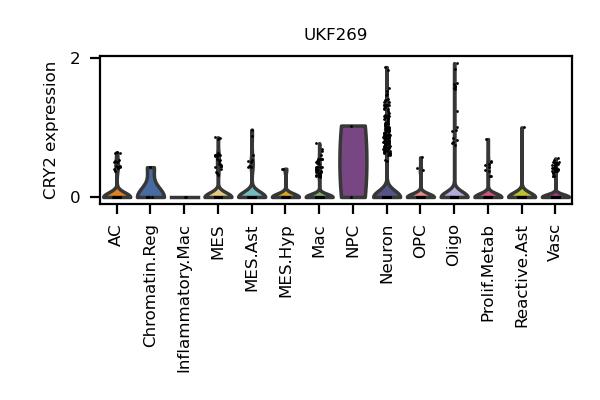 UKF269
CRY2 expression
2
0
AC
Chromatin.Reg
Inflammatory.Mac
MES
MES.Ast
MES.Hyp
Mac
NPC
Neuron
OPC
Oligo
Prolif.Metab
Reactive.Ast
Vasc